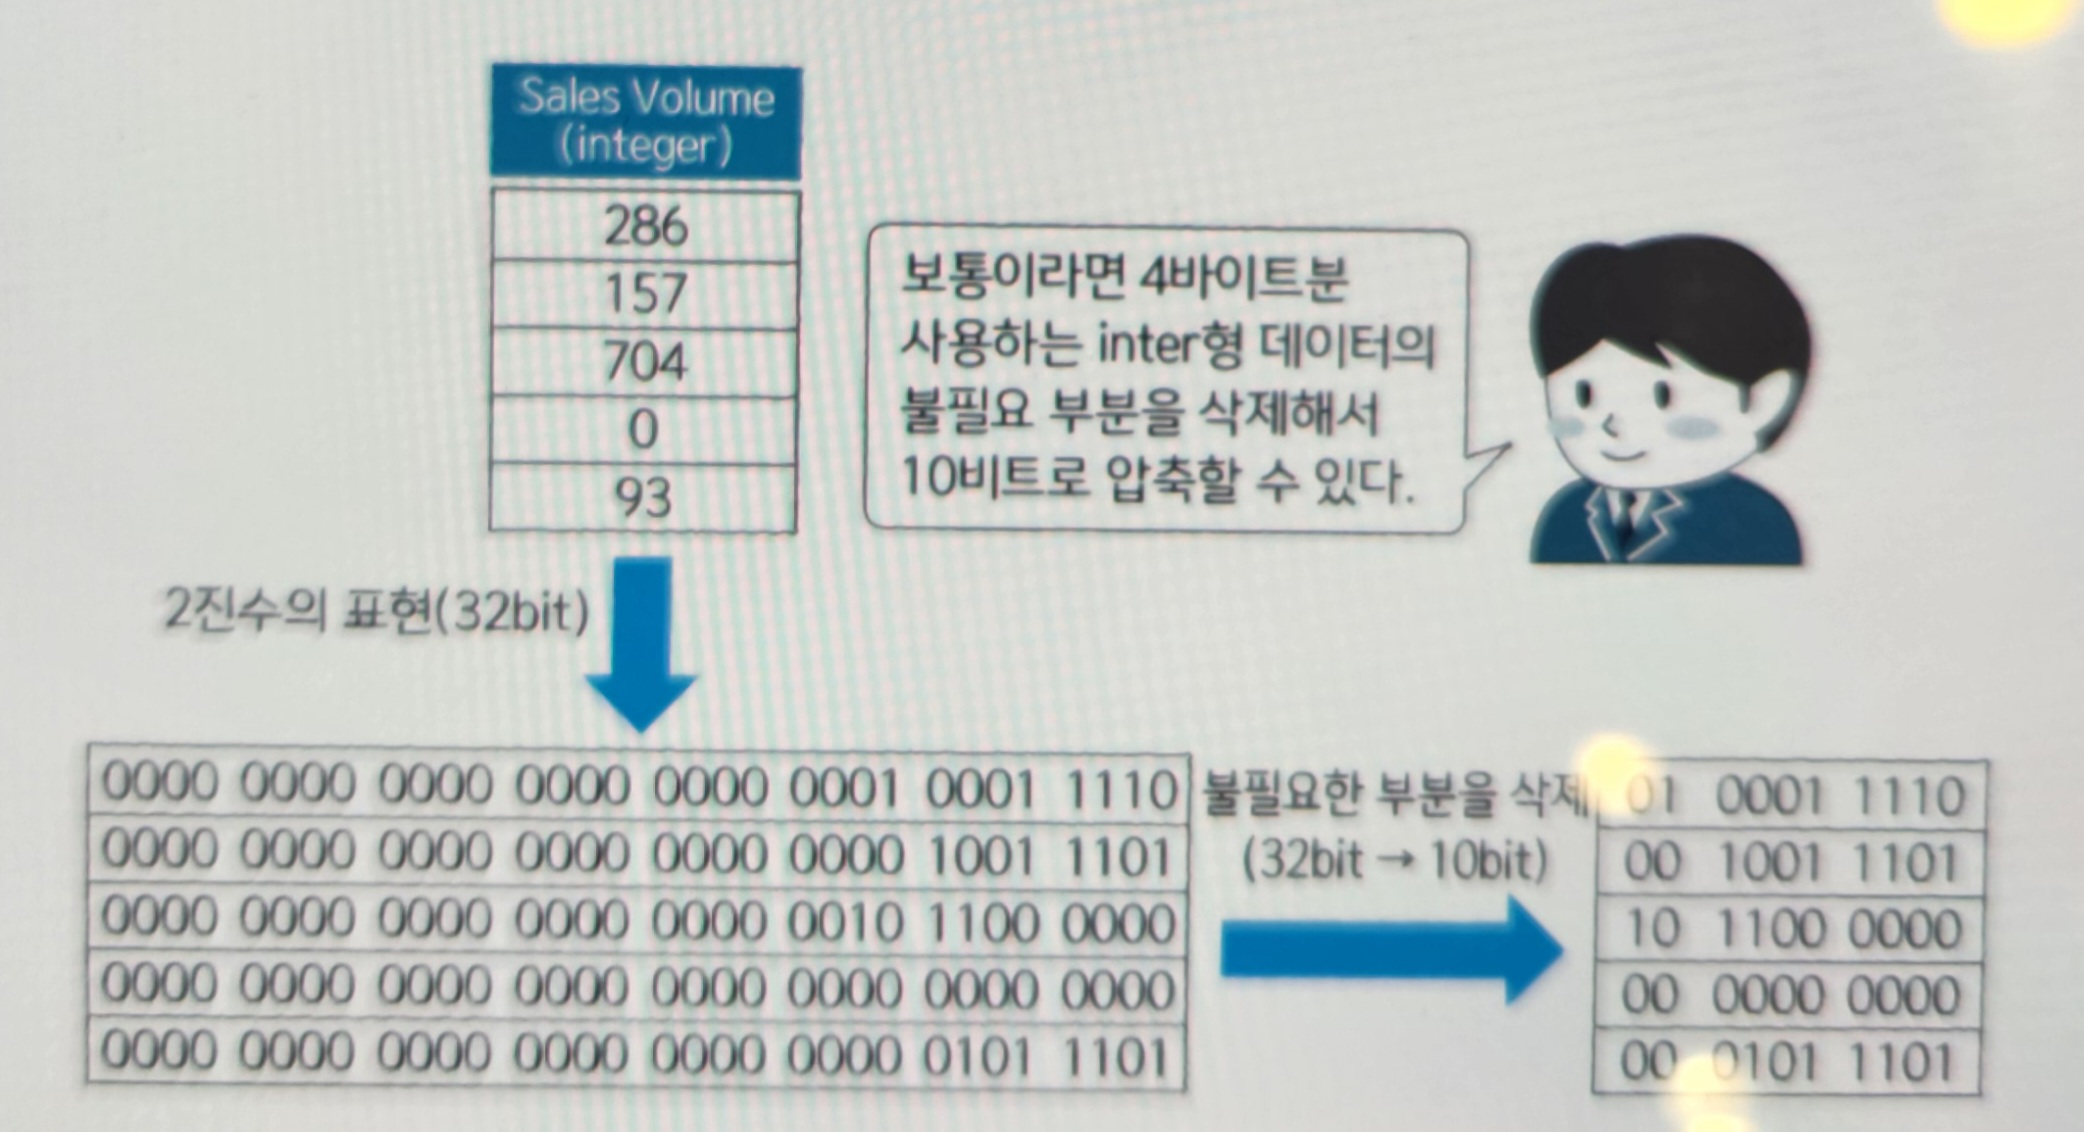 Sales Volume
(integer)
286
157
704
0
93
보통이라면 4바이트분
사용하는 inter형 데이터의
불필요 부분을 삭제해서
10비트로 압축할 수 있다.
2진수의 표현(32bit)
0000 0000 0000 0000 0000 0001 0001 1110
0000 0000 0000 0000 0000 0000 1001 1101
0000 0000 0000 0000 0000 0010 1100 0000
0000 0000 0000 0000 0000 0000 0000 0000
0000 0000 0000 0000 0000 0000 0101 1101
불필요한 부분을 삭제
(32bit → 10bit)
01 0001 1110
00 1001 1101
10 1100 0000
00 0000 0000
00 0101 1101